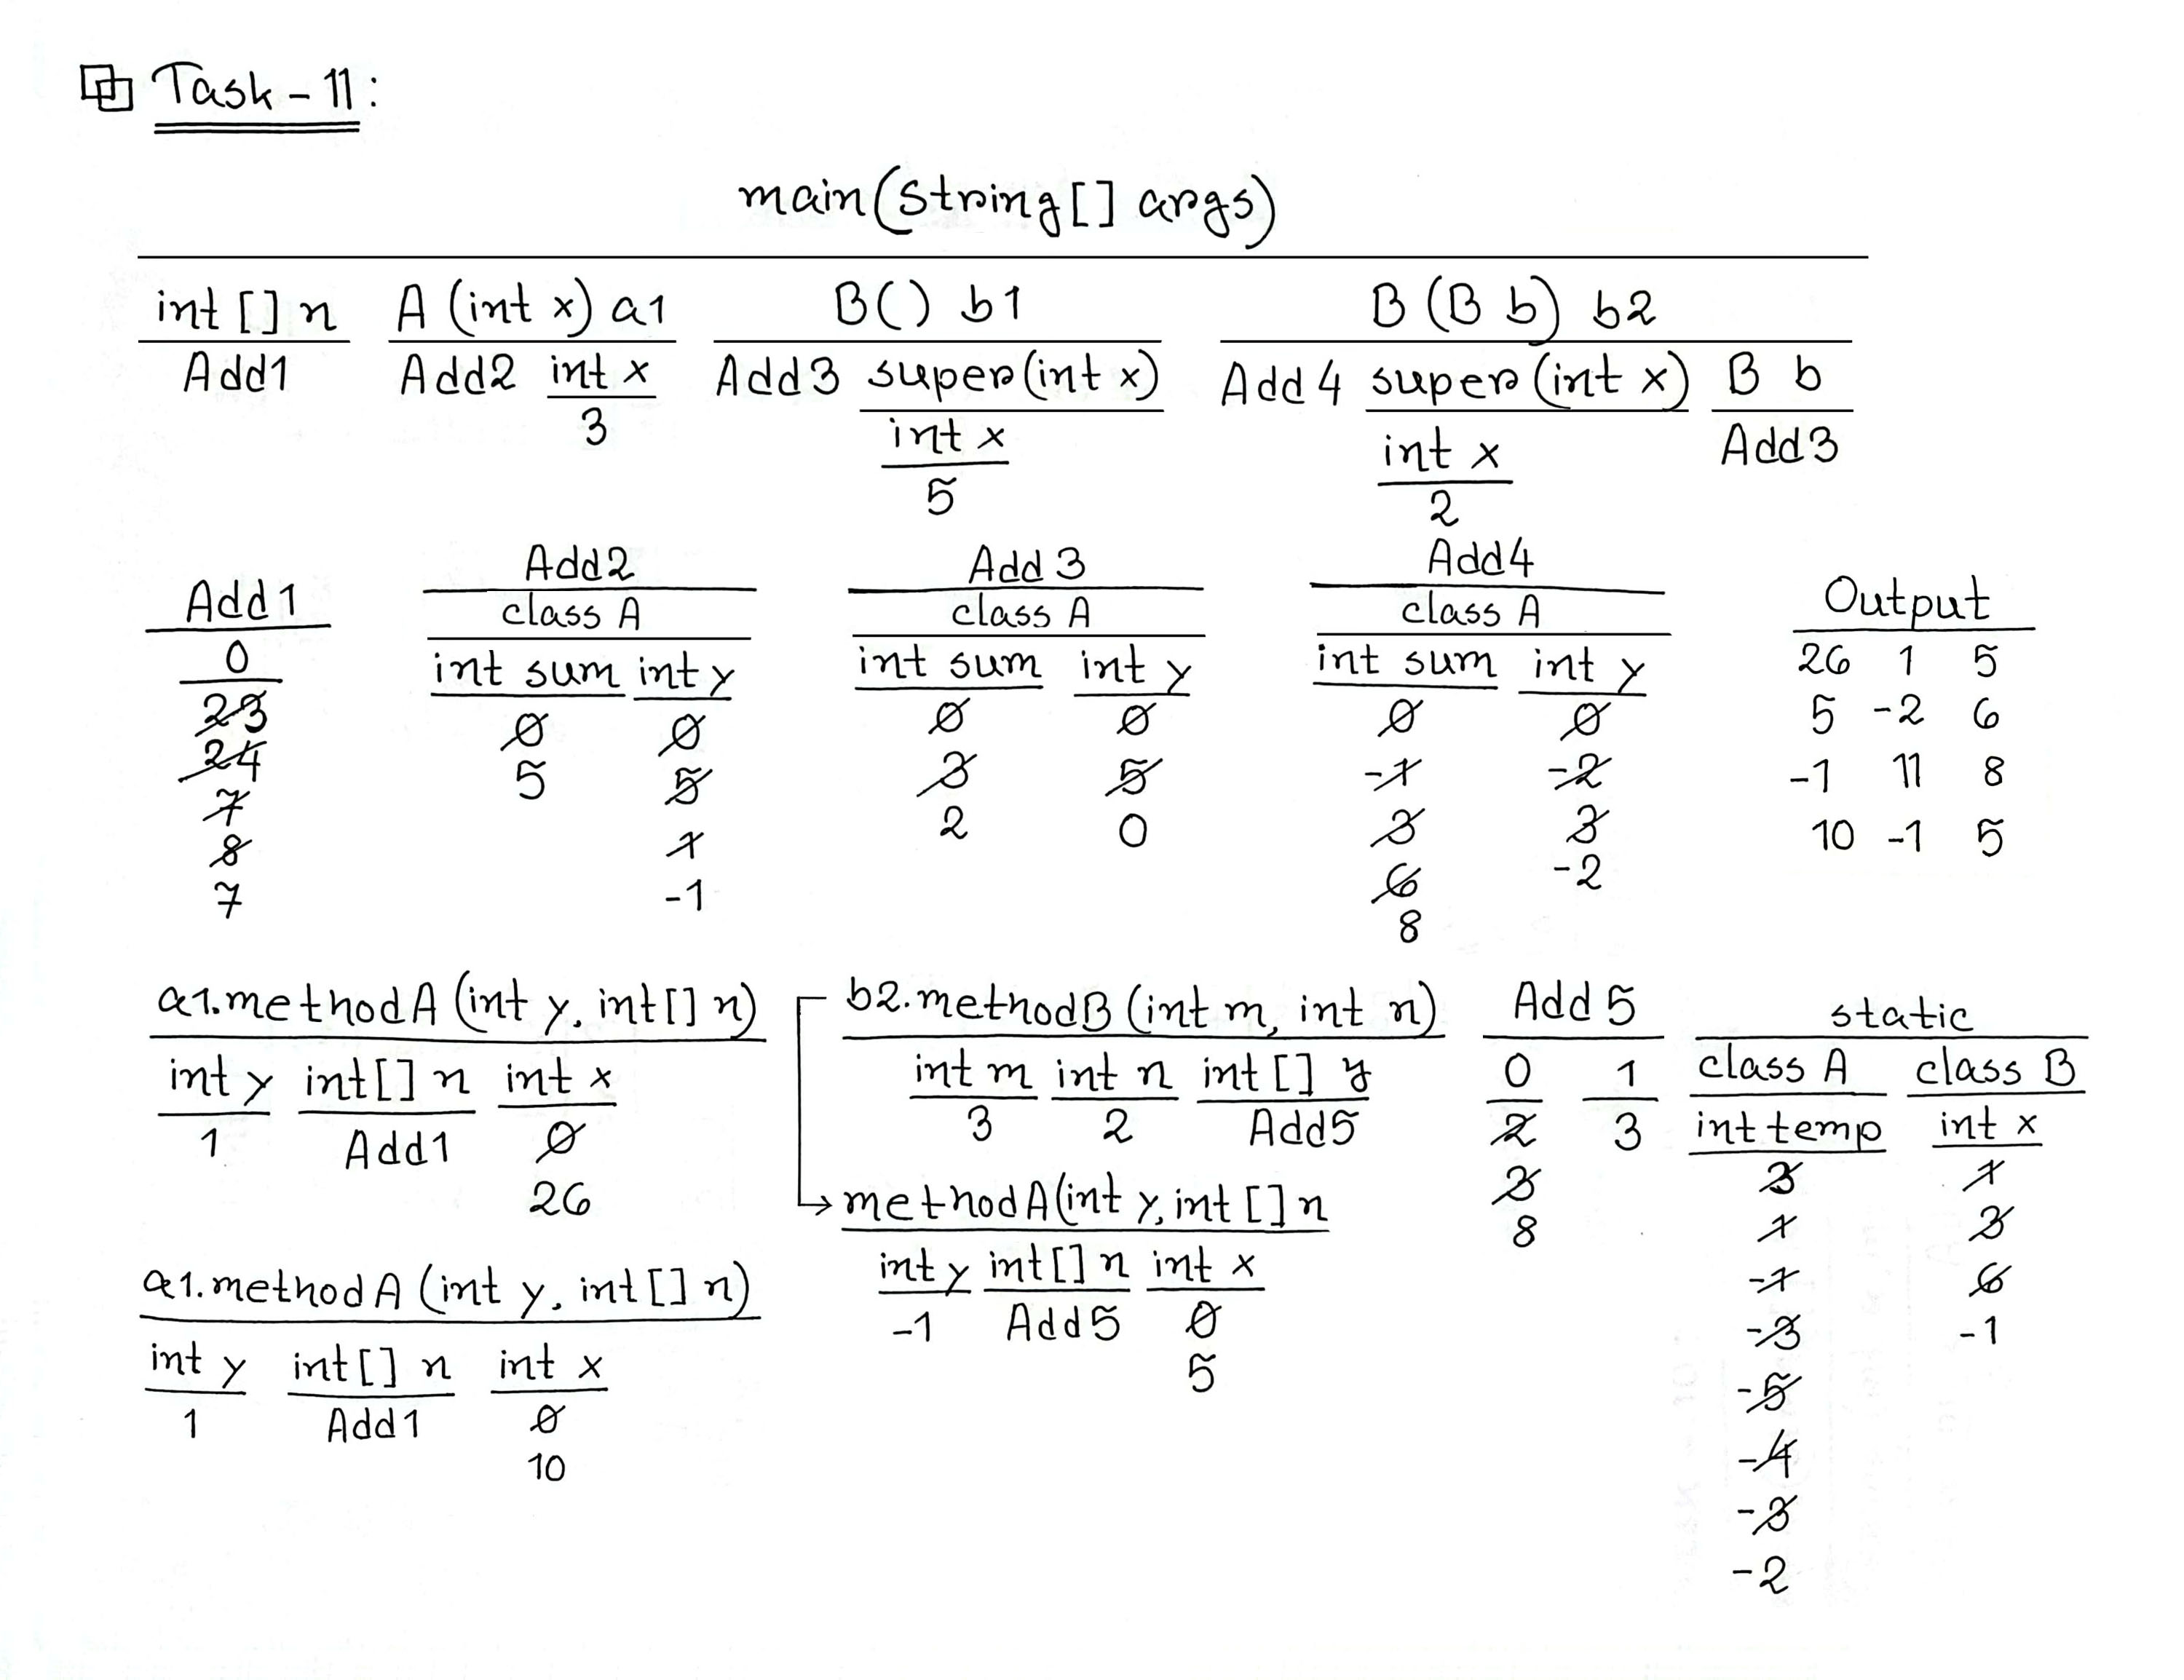 Task - 11:
main(String[] args)
int [] n A (int x) a1 B() b1 B (B b) b2
Add1 Add2 int x Add3 super(int x) Add4 super(int x) B b
3 int x int x Add3
5 2
Add1 Add2 Add3 Add4 Output
class A class A class A
0 int sum int y int sum int y int sum int y 26 1 5
23 0 0 0 0 0 0 5 -2 6
24 5 5 3 5 -1 -2 -1 11 8
7 1 2 0 3 3 10 -1 5
8 -1 6 -2
7 8
a1.methodA (int y, int[] n) b2.methodB (int m, int n) Add5 static
int y int[] n int x int m int n int [] y 0 1 class A class B
1 Add1 0 3 2 Add5 2 3 int temp int x
26 3 3 1
methodA(int y, int [] n 8 1 3
int y int[] n int x -1 6
a1.methodA (int y, int[] n) -1 Add5 0 -3 -1
int y int[] n int x 5 -5
1 Add1 0 -4
10 -3
-2